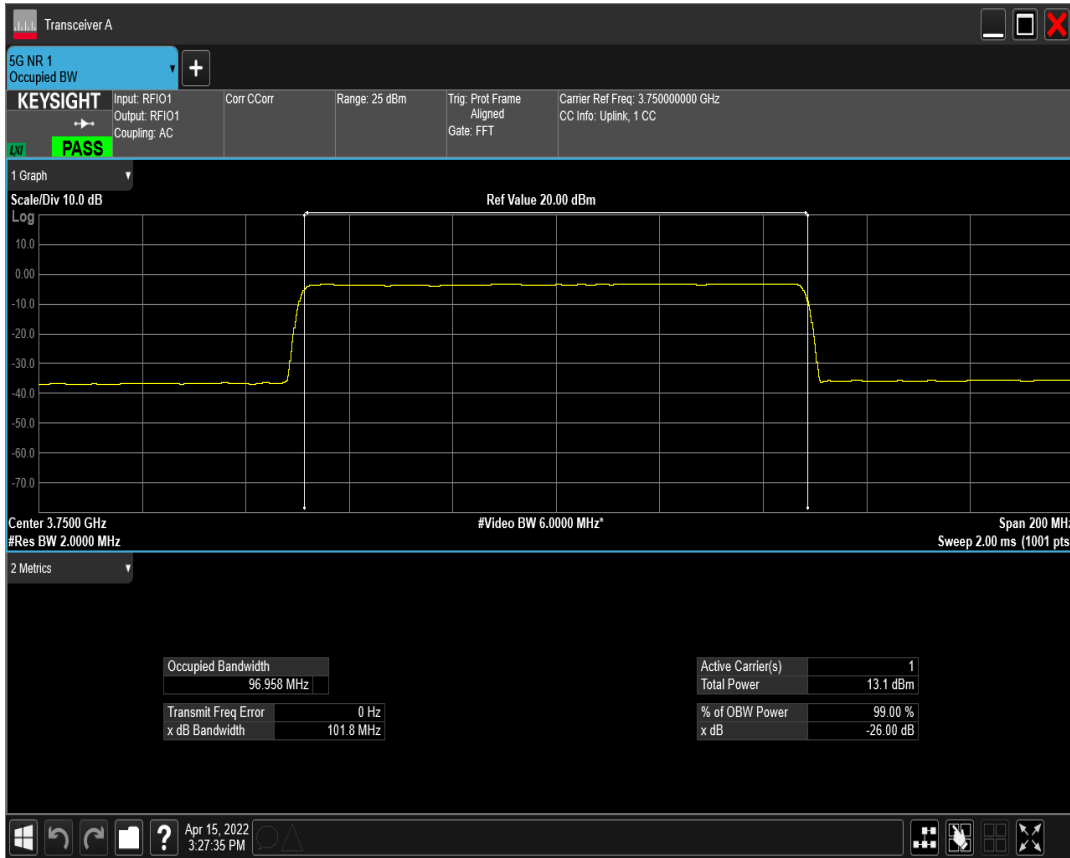 Transceiver A
5G NR 1
Occupied BW
KEYSIGHT
LXI
PASS
Input: RFIO1
Output: RFIO1
Coupling: AC
Corr CCorr
Range: 25 dBm
Trig: Prot Frame
Aligned
Gate: FFT
Carrier Ref Freq: 3.750000000 GHz
CC Info: Uplink, 1 CC
1 Graph
Scale/Div 10.0 dB
Ref Value 20.00 dBm
Log
10.0
0.00
-10.0
-20.0
-30.0
-40.0
-50.0
-60.0
-70.0
Center 3.7500 GHz
#Video BW 6.0000 MHz*
Span 200 MHz
#Res BW 2.0000 MHz
Sweep 2.00 ms (1001 pts
2 Metrics
Occupied Bandwidth
96.958 MHz
Transmit Freq Error 0 Hz
x dB Bandwidth 101.8 MHz
Active Carrier(s) 1
Total Power 13.1 dBm
% of OBW Power 99.00 %
x dB -26.00 dB
?
Apr 15, 2022
3:27:35 PM